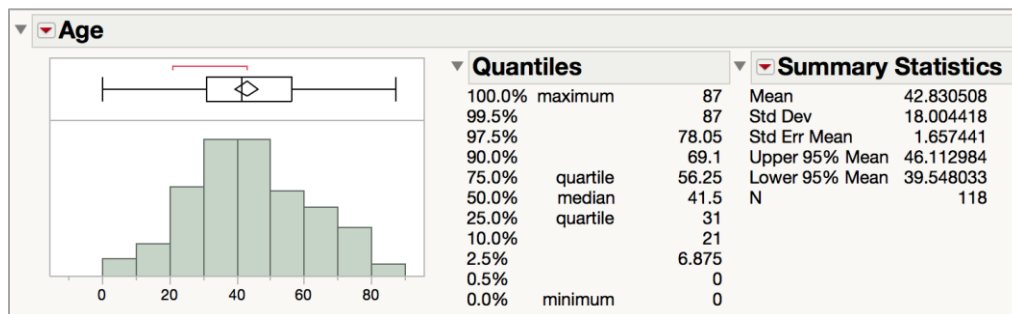 Age
0 20 40 60 80
Quantiles
100.0% maximum 87
99.5% 87
97.5% 78.05
90.0% 69.1
75.0% quartile 56.25
50.0% median 41.5
25.0% quartile 31
10.0% 21
2.5% 6.875
0.5% 0
0.0% minimum 0
Summary Statistics
Mean 42.830508
Std Dev 18.004418
Std Err Mean 1.657441
Upper 95% Mean 46.112984
Lower 95% Mean 39.548033
N 118